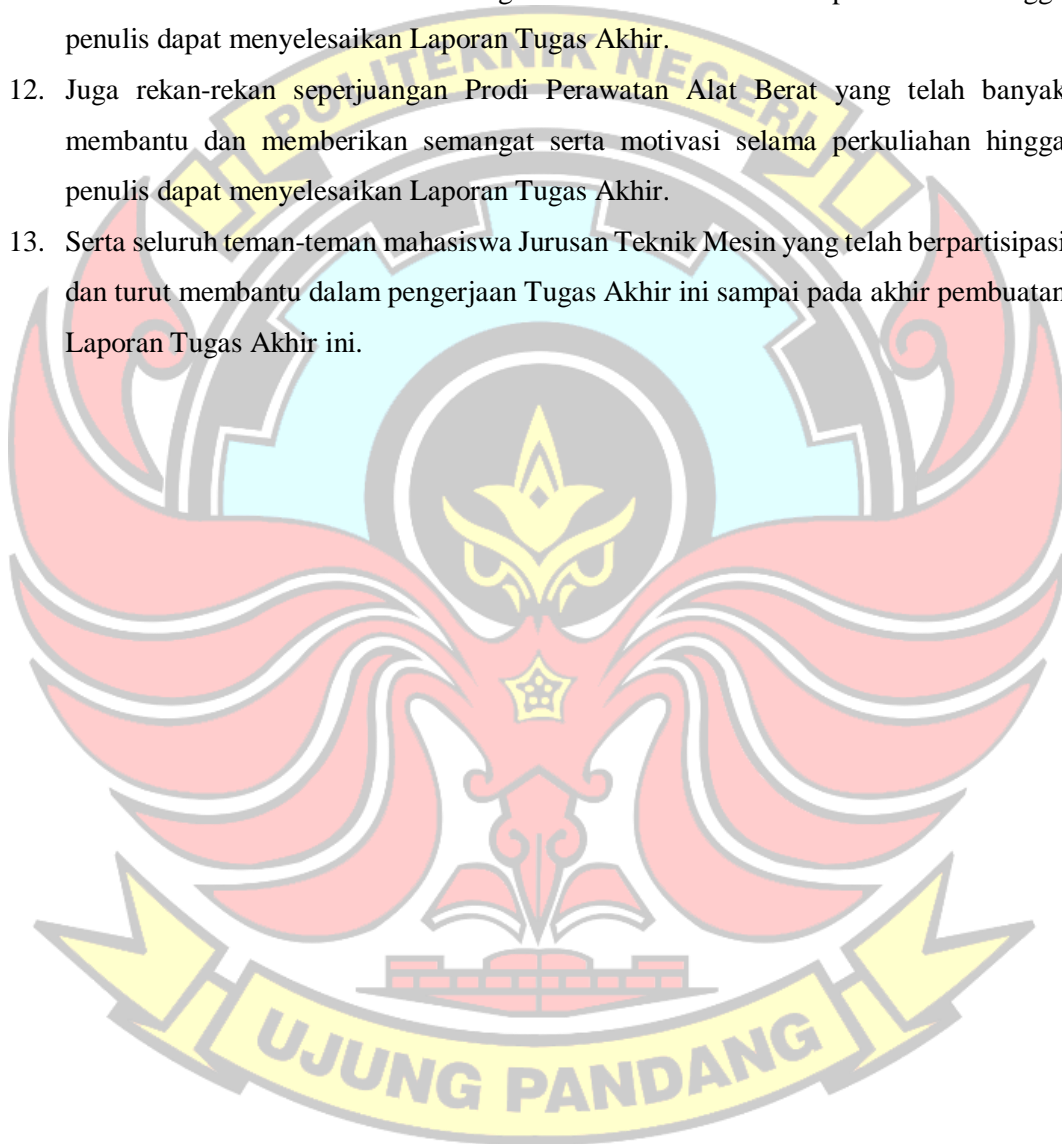 penulis dapat menyelesaikan Laporan Tugas Akhir.
12. Juga rekan-rekan seperjuangan Prodi Perawatan Alat Berat yang telah banyak
membantu dan memberikan semangat serta motivasi selama perkuliahan hingga
penulis dapat menyelesaikan Laporan Tugas Akhir.
13. Serta seluruh teman-teman mahasiswa Jurusan Teknik Mesin yang telah berpartisipasi
dan turut membantu dalam pengerjaan Tugas Akhir ini sampai pada akhir pembuatan
Laporan Tugas Akhir ini.
POLITEKNIK NEGERI
UJUNG PANDANG